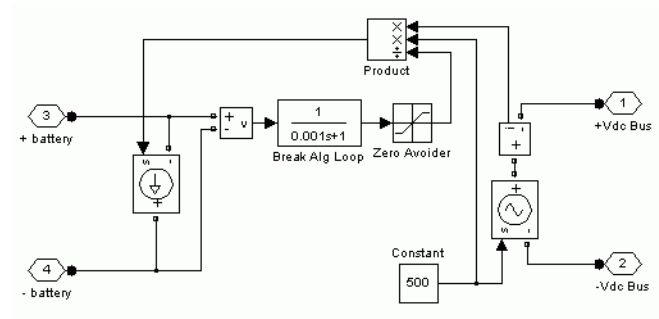 ×
×
÷
Product
3
+ battery
+
-
v
1
0.001s+1
Break Alg Loop
Zero Avoider
s
-
+
i
-
+
1
+Vdc Bus
+
s
-
Constant
500
4
- battery
2
-Vdc Bus